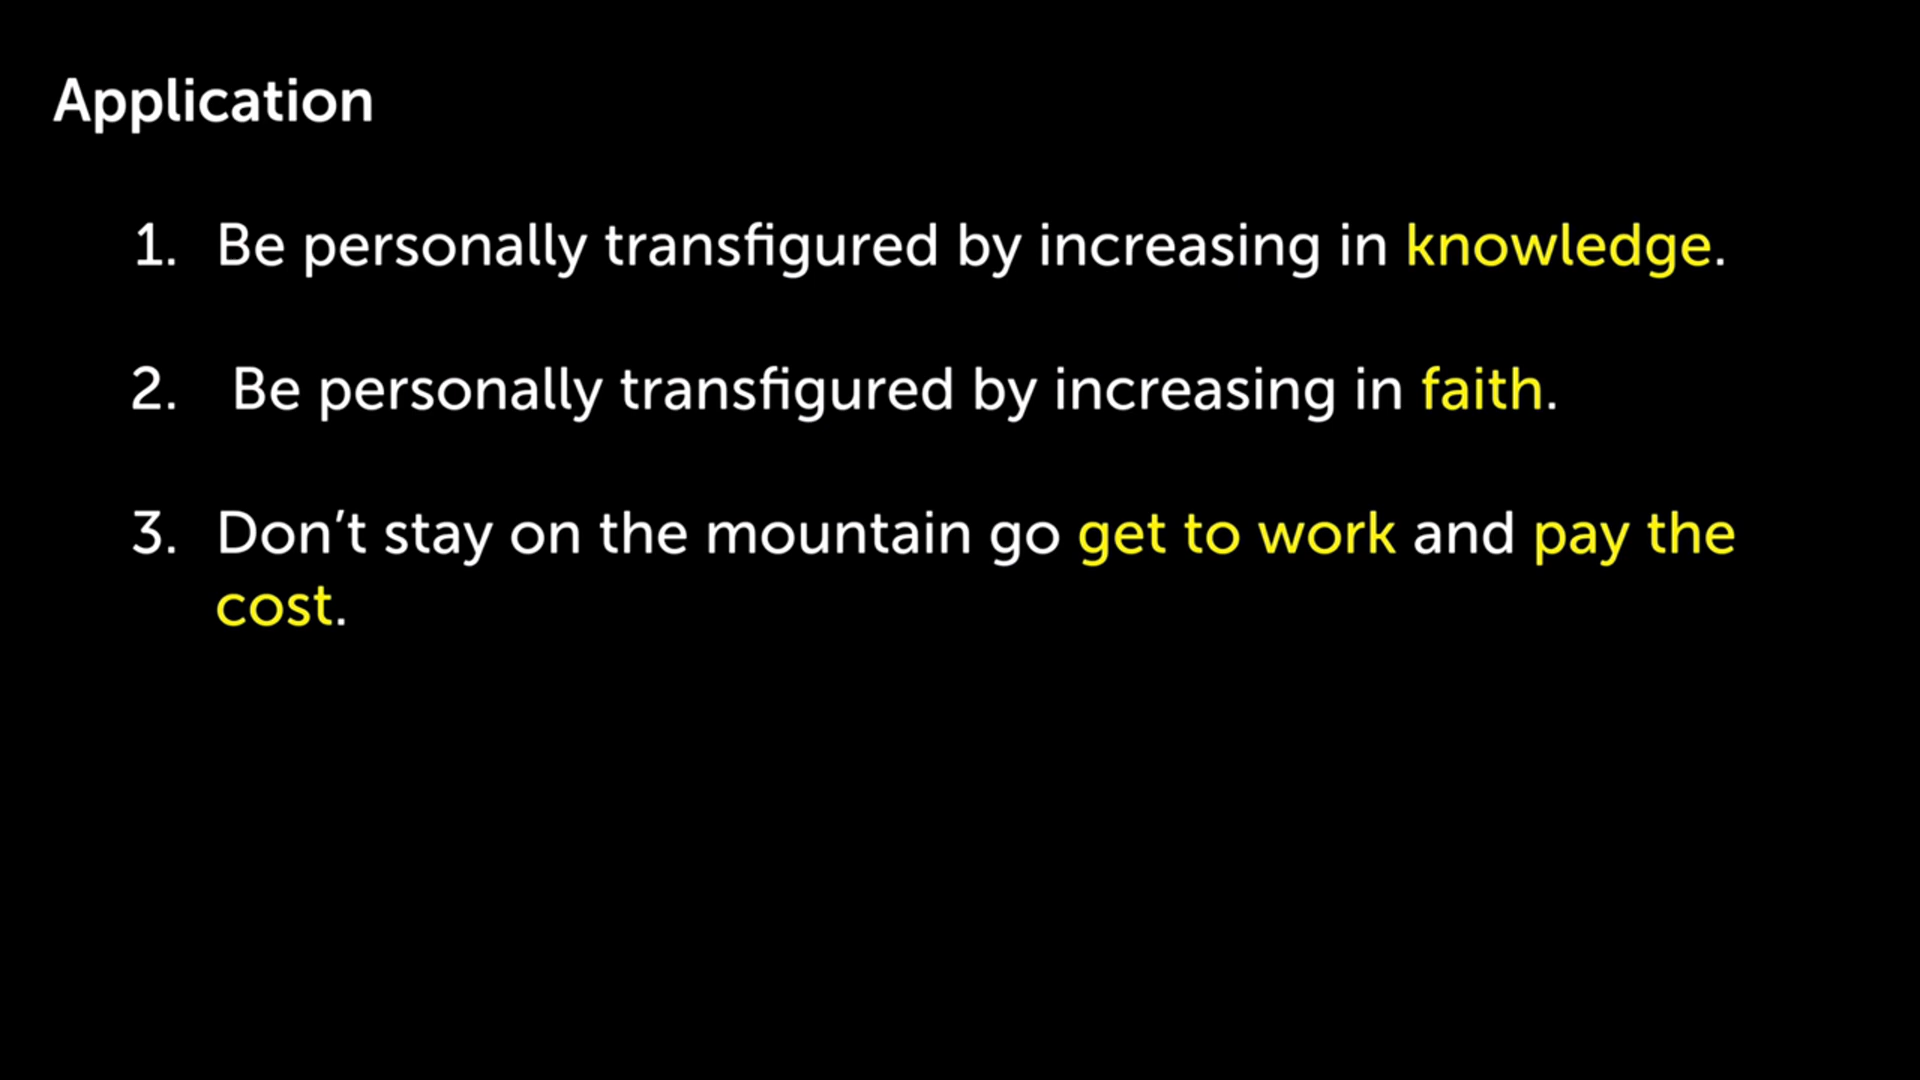 Application
1. Be personally transfigured by increasing in knowledge.
2. Be personally transfigured by increasing in faith.
3. Don’t stay on the mountain go get to work and pay the
cost.